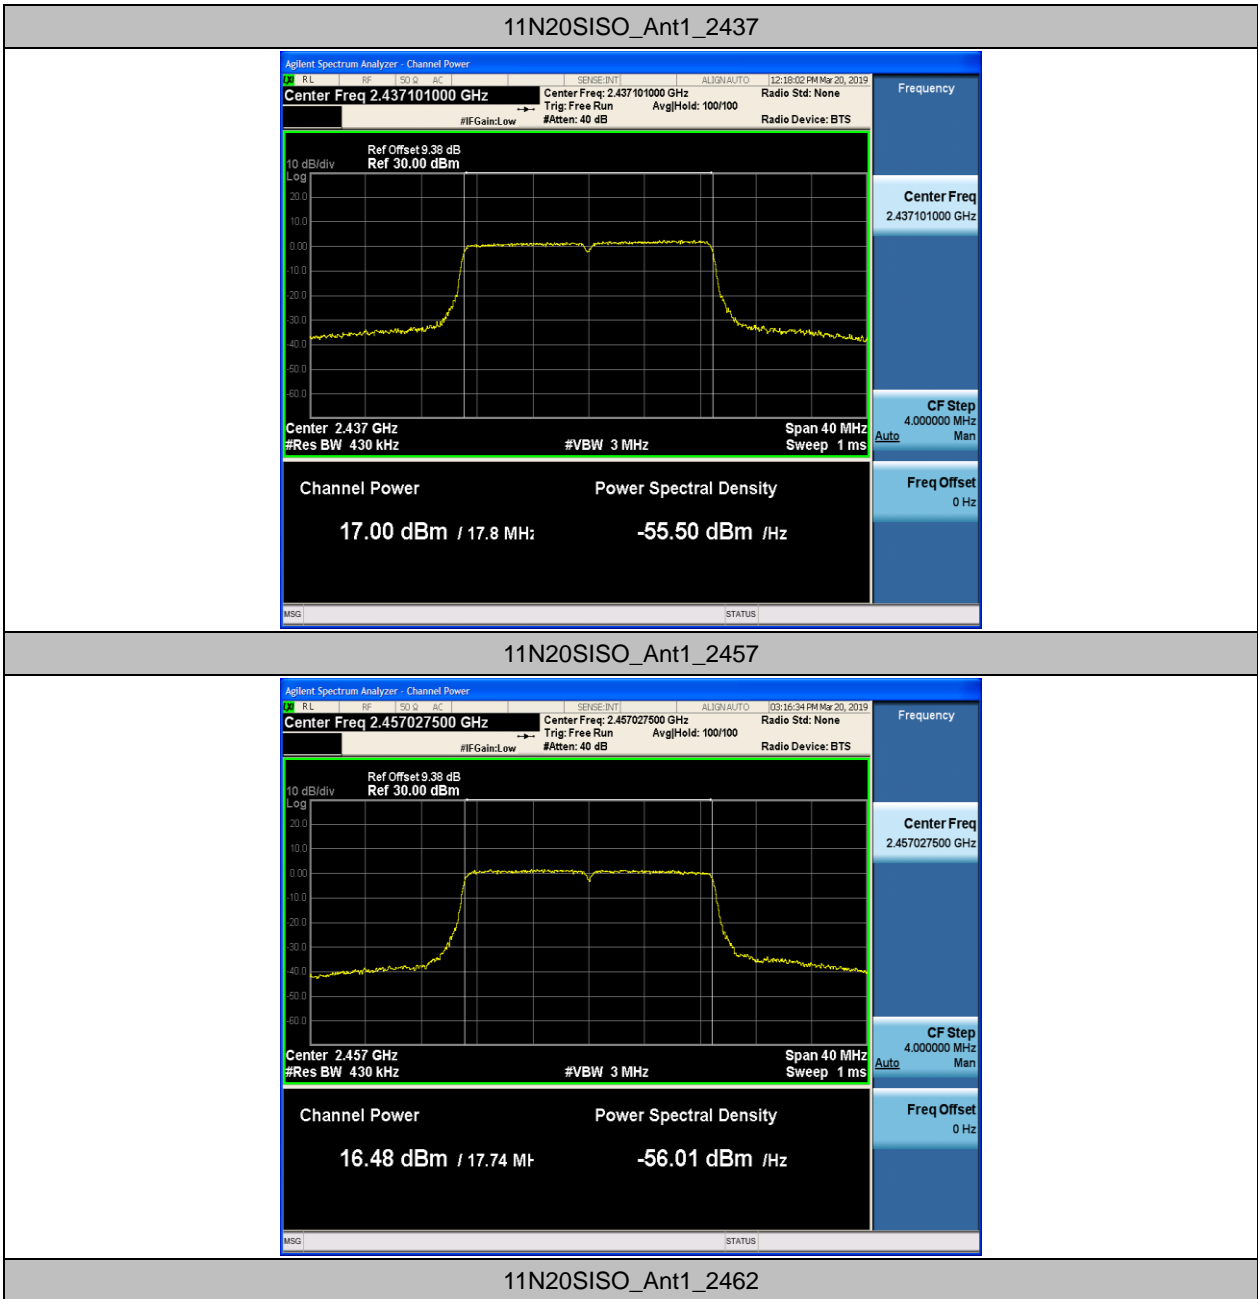 11N20SISO_Ant1_2437
Agilent Spectrum Analyzer - Channel Power
LXI RL RF 50 Ω AC SENSE:INT ALIGN AUTO 12:18:02 PM Mar 20, 2019
Center Freq 2.437101000 GHz Center Freq: 2.437101000 GHz Radio Std: None Frequency
Trig: Free Run Avg|Hold: 100/100
#IFGain:Low #Atten: 40 dB Radio Device: BTS
Ref Offset 9.38 dB
10 dB/div Ref 30.00 dBm
Log
20.0
10.0
0.00
-10.0
-20.0
-30.0
-40.0
-50.0
-60.0
Center Freq
2.437101000 GHz
CF Step
4.000000 MHz
Auto Man
Center 2.437 GHz Span 40 MHz
#Res BW 430 kHz #VBW 3 MHz Sweep 1 ms
Freq Offset
0 Hz
Channel Power Power Spectral Density
17.00 dBm / 17.8 MHz -55.50 dBm /Hz
MSG STATUS
11N20SISO_Ant1_2457
Agilent Spectrum Analyzer - Channel Power
LXI RL RF 50 Ω AC SENSE:INT ALIGN AUTO 03:16:34 PM Mar 20, 2019
Center Freq 2.457027500 GHz Center Freq: 2.457027500 GHz Radio Std: None Frequency
Trig: Free Run Avg|Hold: 100/100
#IFGain:Low #Atten: 40 dB Radio Device: BTS
Ref Offset 9.38 dB
10 dB/div Ref 30.00 dBm
Log
20.0
10.0
0.00
-10.0
-20.0
-30.0
-40.0
-50.0
-60.0
Center Freq
2.457027500 GHz
CF Step
4.000000 MHz
Auto Man
Center 2.457 GHz Span 40 MHz
#Res BW 430 kHz #VBW 3 MHz Sweep 1 ms
Freq Offset
0 Hz
Channel Power Power Spectral Density
16.48 dBm / 17.74 MH -56.01 dBm /Hz
MSG STATUS
11N20SISO_Ant1_2462